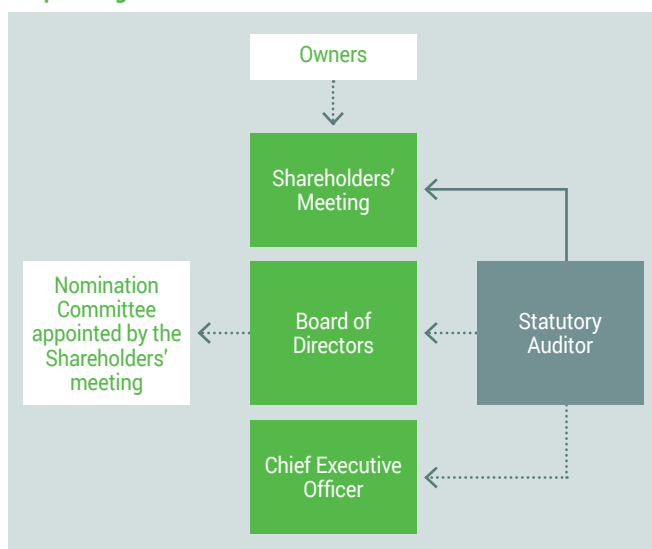 Owners
Shareholders'
Meeting
Nomination
Committee
appointed by the
Shareholders'
meeting
Board of
Directors
Statutory
Auditor
Chief Executive
Officer